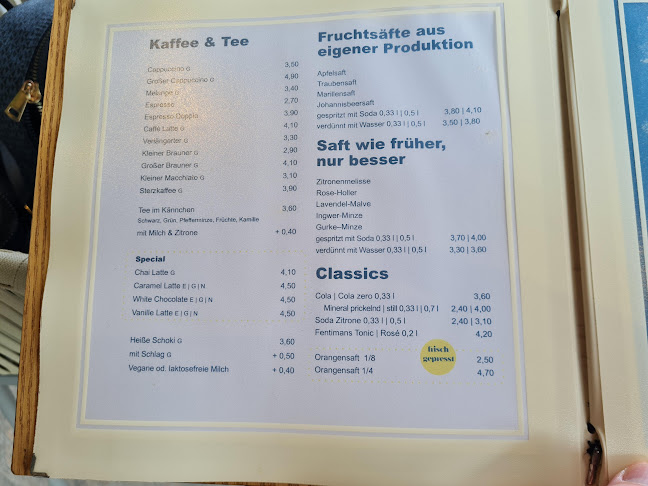 Kaffee & Tee
Cappuccino G 3,50
Großer Cappuccino G 4,90
Melange G 3,40
Espresso 2,70
Espresso Doppio 3,90
Caffè Latte G 4,10
Verlängerter G 3,30
Kleiner Brauner G 2,90
Großer Brauner G 4,10
Kleiner Macchiato G 3,10
Sterzkaffee G 3,90
Tee im Kännchen 3,60
Schwarz, Grün, Pfefferminze, Früchte, Kamille
mit Milch & Zitrone + 0,40
Special
Chai Latte G 4,10
Caramel Latte E | G | N 4,50
White Chocolate E | G | N 4,50
Vanille Latte E | G | N 4,50
Heiße Schoki G 3,60
mit Schlag G + 0,50
Vegane od. laktosefreie Milch + 0,40
Fruchtsäfte aus
eigener Produktion
Apfelsaft
Traubensaft
Marillensaft
Johannisbeersaft
gespritzt mit Soda 0,33 l | 0,5 l 3,80 | 4,10
verdünnt mit Wasser 0,33 l | 0,5 l 3,50 | 3,80
Saft wie früher,
nur besser
Zitronenmelisse
Rose-Holler
Lavendel-Malve
Ingwer-Minze
Gurke–Minze
gespritzt mit Soda 0,33 l | 0,5 l 3,70 | 4,00
verdünnt mit Wasser 0,33 l | 0,5 l 3,30 | 3,60
Classics
Cola | Cola zero 0,33 l 3,60
Mineral prickelnd | still 0,33 l | 0,7 l 2,40 | 4,00
Soda Zitrone 0,33 l | 0,5 l 2,40 | 3,10
Fentimans Tonic | Rosé 0,2 l 4,20
frisch
gepresst
Orangensaft 1/8 2,50
Orangensaft 1/4 4,70